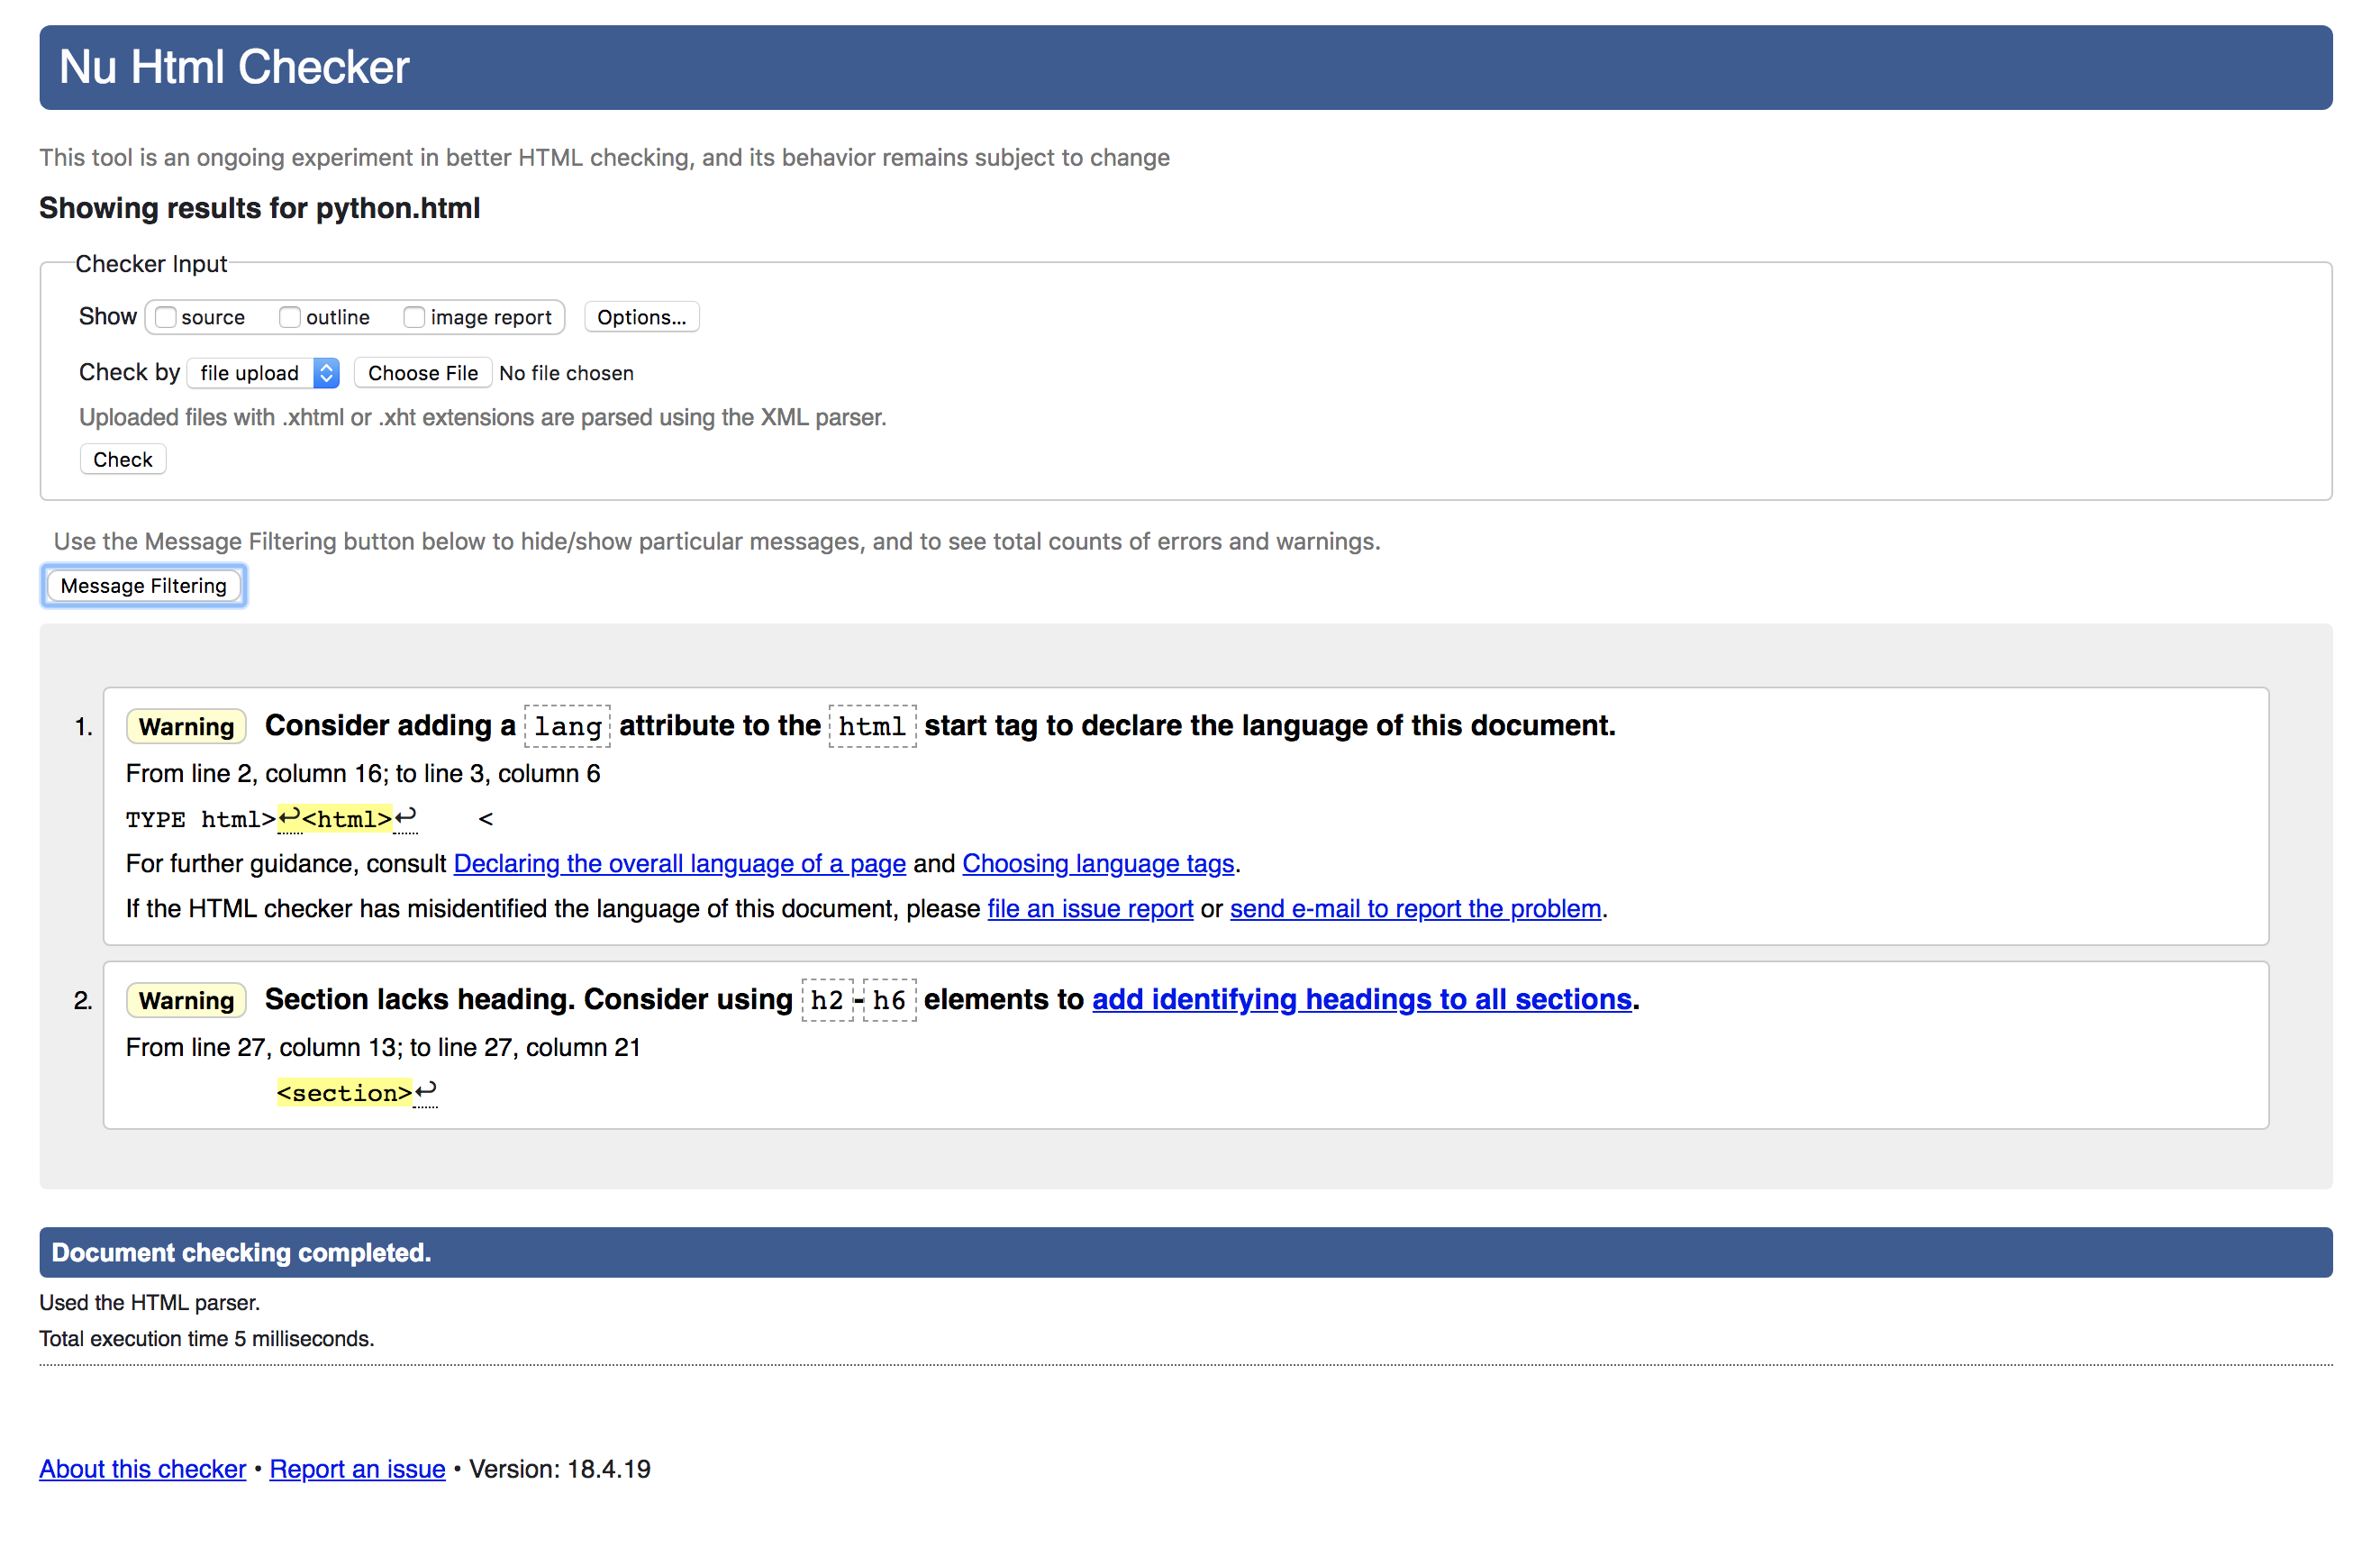 Nu Html Checker
This tool is an ongoing experiment in better HTML checking, and its behavior remains subject to change
Showing results for python.html
Checker Input
Show source outline image report Options...
Check by file upload Choose File No file chosen
Uploaded files with .xhtml or .xht extensions are parsed using the XML parser.
Check
Use the Message Filtering button below to hide/show particular messages, and to see total counts of errors and warnings.
Message Filtering
1. Warning Consider adding a lang attribute to the html start tag to declare the language of this document.
From line 2, column 16; to line 3, column 6
TYPE html>↩<html>↩    <
For further guidance, consult Declaring the overall language of a page and Choosing language tags.
If the HTML checker has misidentified the language of this document, please file an issue report or send e-mail to report the problem.
2. Warning Section lacks heading. Consider using h2-h6 elements to add identifying headings to all sections.
From line 27, column 13; to line 27, column 21
<section>↩
Document checking completed.
Used the HTML parser.
Total execution time 5 milliseconds.
About this checker • Report an issue • Version: 18.4.19